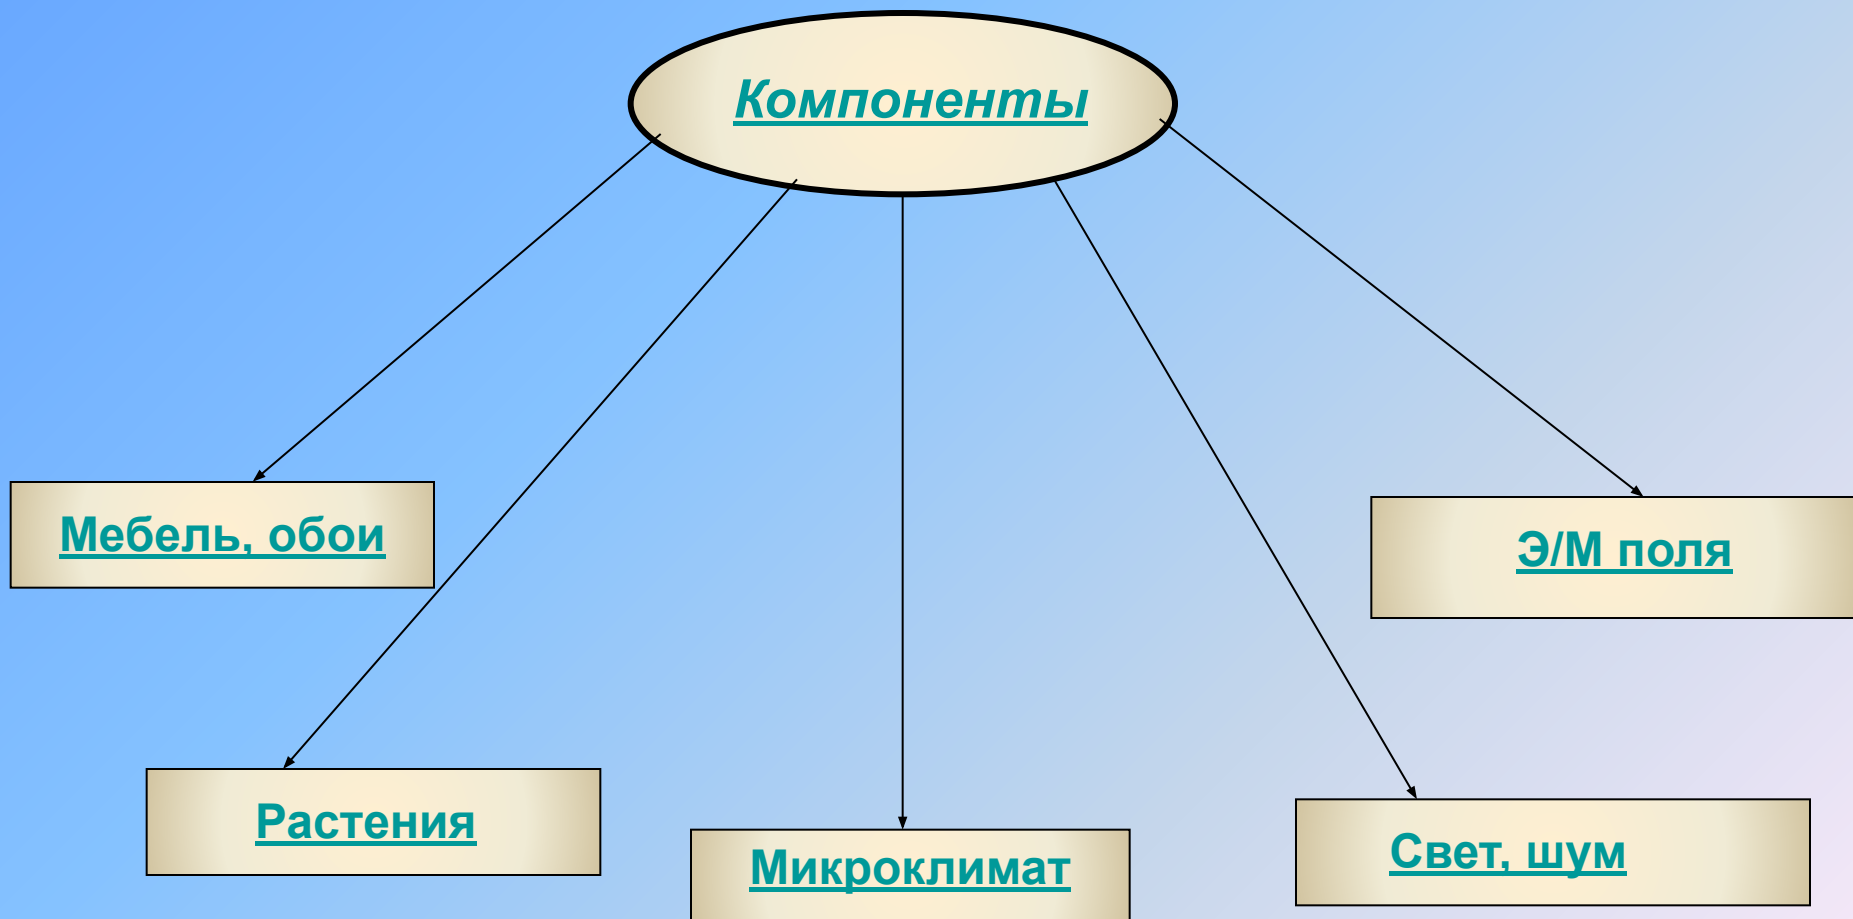 Компоненты
Мебель, обои
Э/М поля
Растения
Микроклимат
Свет, шум